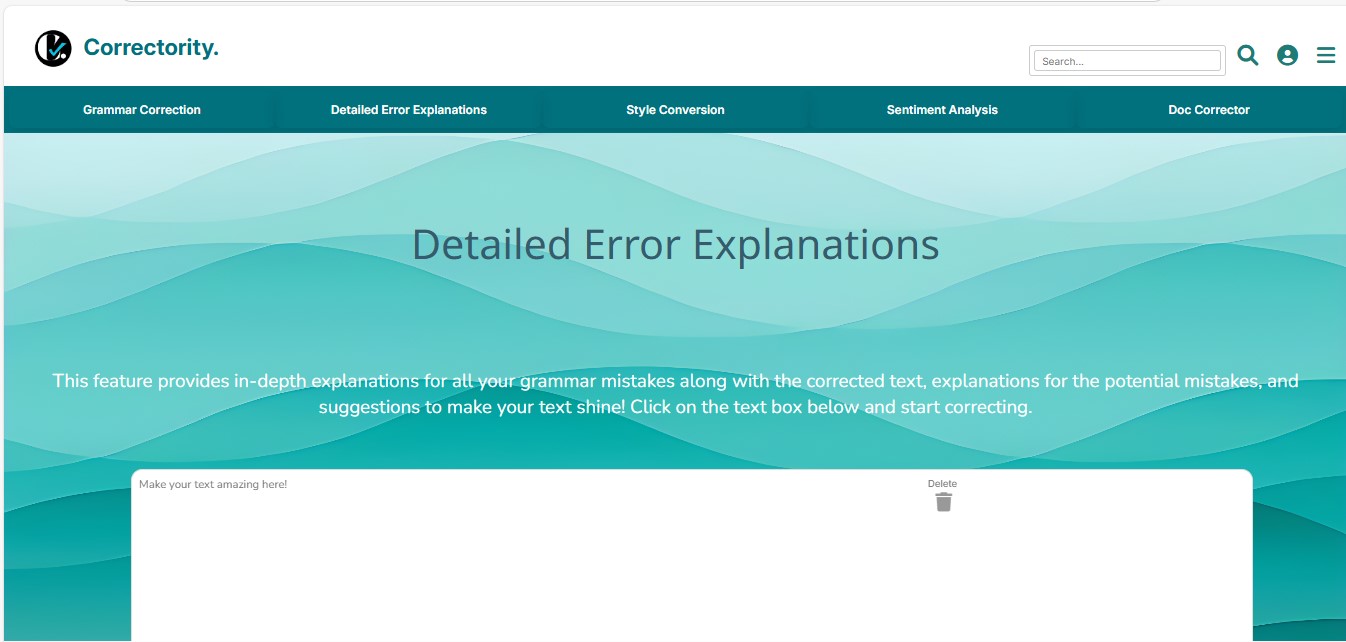 Correctority.
Search...
Grammar Correction
Detailed Error Explanations
Style Conversion
Sentiment Analysis
Doc Corrector
Detailed Error Explanations
This feature provides in-depth explanations for all your grammar mistakes along with the corrected text, explanations for the potential mistakes, and
suggestions to make your text shine! Click on the text box below and start correcting.
Make your text amazing here!
Delete